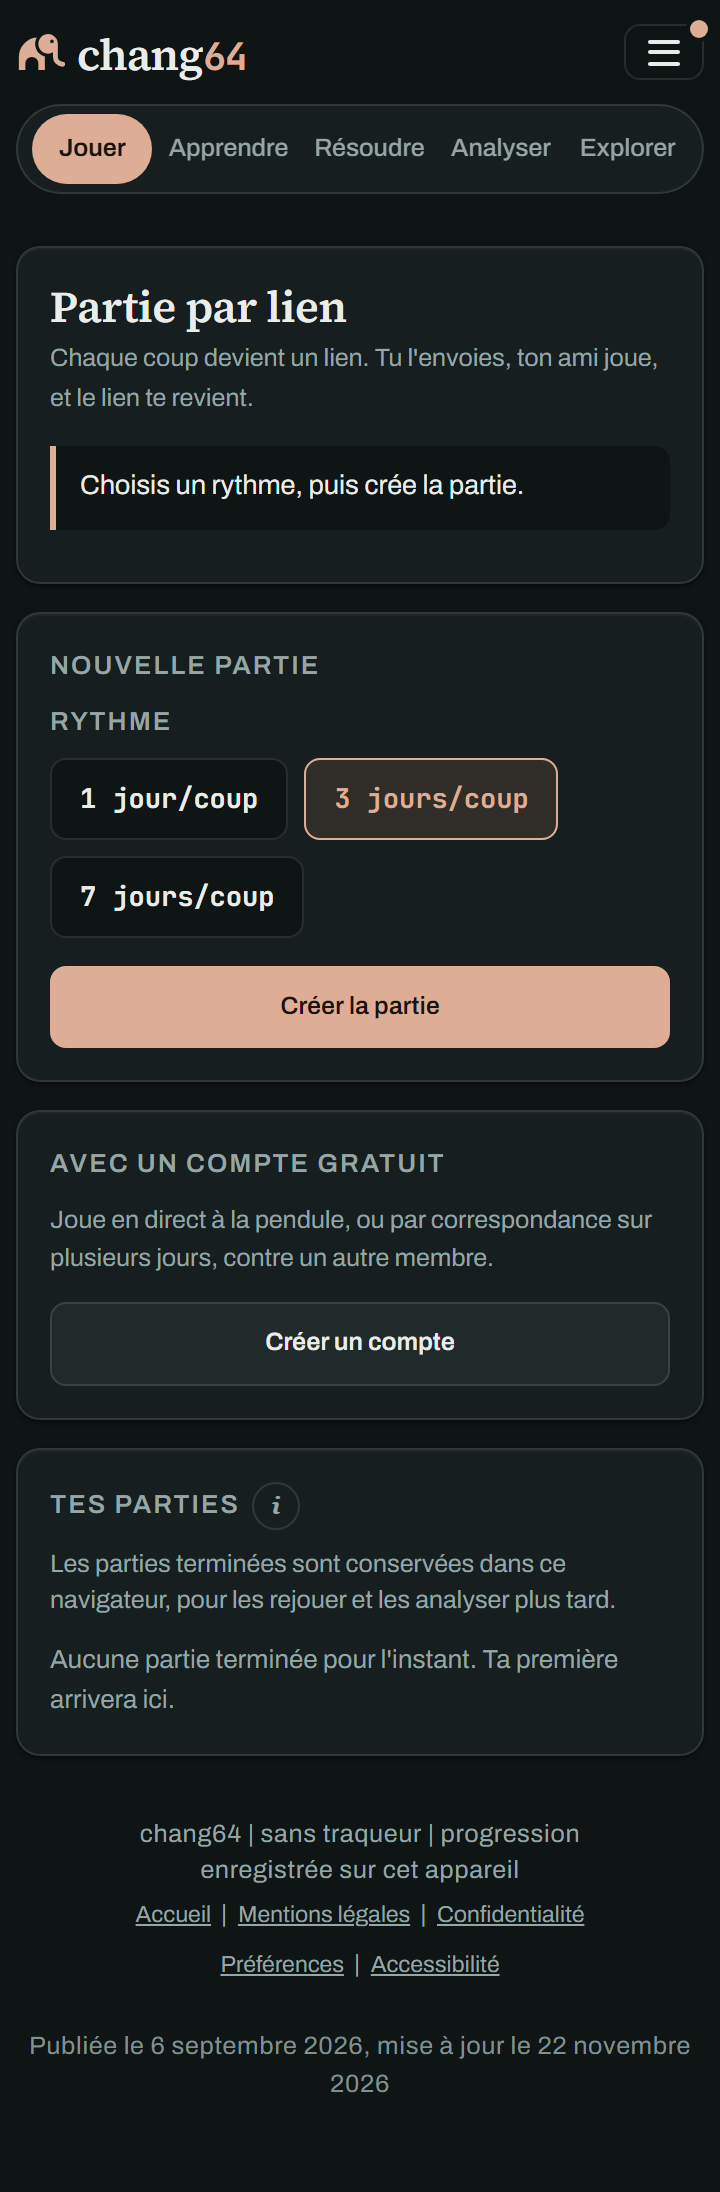 chang64
Jouer Apprendre Résoudre Analyser Explorer
Partie par lien
Chaque coup devient un lien. Tu l'envoies, ton ami joue,
et le lien te revient.
Choisis un rythme, puis crée la partie.
NOUVELLE PARTIE
RYTHME
1 jour/coup 3 jours/coup
7 jours/coup
Créer la partie
AVEC UN COMPTE GRATUIT
Joue en direct à la pendule, ou par correspondance sur
plusieurs jours, contre un autre membre.
Créer un compte
TES PARTIES i
Les parties terminées sont conservées dans ce
navigateur, pour les rejouer et les analyser plus tard.
Aucune partie terminée pour l'instant. Ta première
arrivera ici.
chang64 | sans traqueur | progression
enregistrée sur cet appareil
Accueil | Mentions légales | Confidentialité
Préférences | Accessibilité
Publiée le 6 septembre 2026, mise à jour le 22 novembre
2026